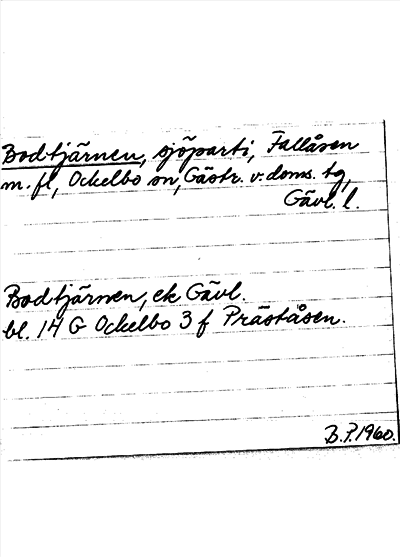 Bodtjärnen, sjöparti, Fallåsen
m. fl, Ockelbo sn, Gästr. v. doms. tg,
Gävl. l.
Bodtjärnen, ek Gävl.
bl. 14 G Ockelbo 3 f Präståsen.
B.P. 1960.